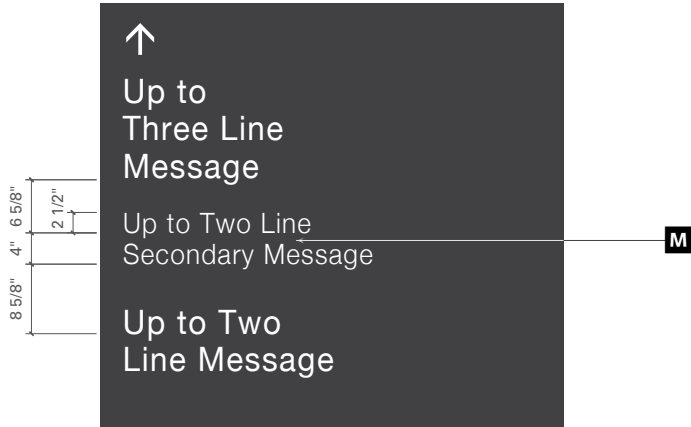 ↑
Up to
Three Line
Message
6 5/8"
2 1/2"
Up to Two Line
Secondary Message
M
4"
8 5/8"
Up to Two
Line Message